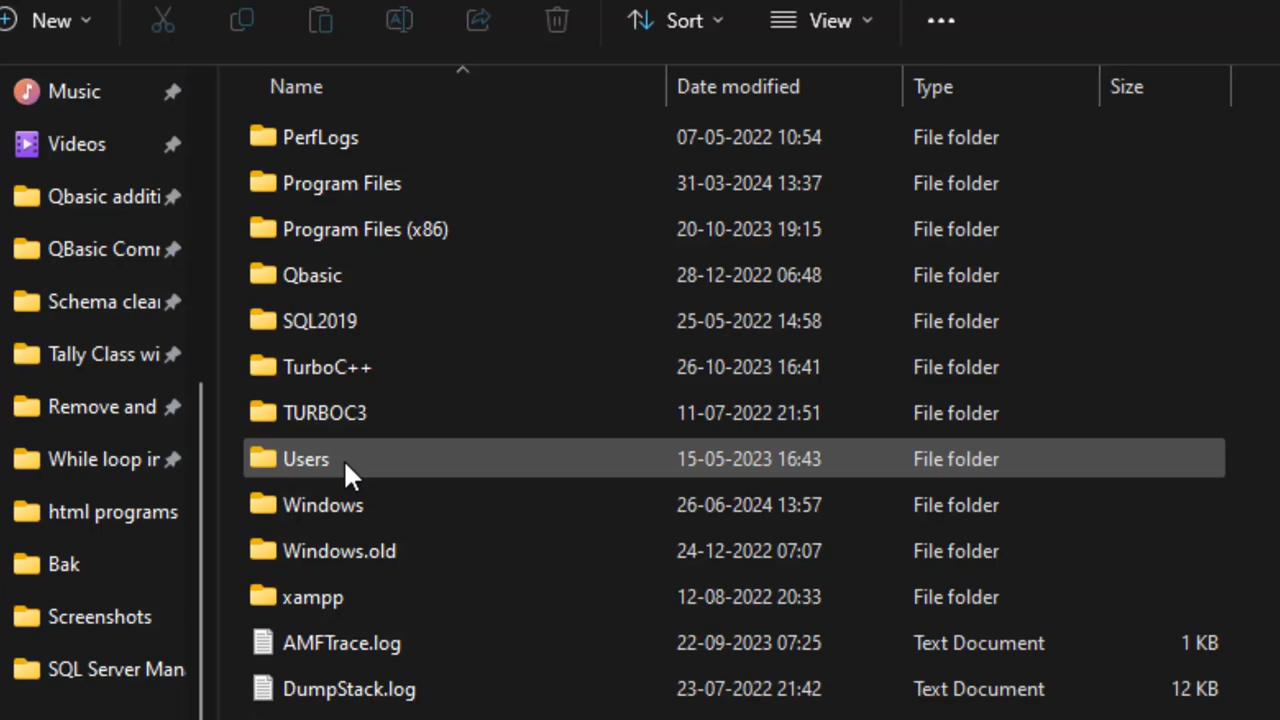 New Sort View
Music
Videos
Qbasic additi
QBasic Comr
Schema clear
Tally Class wi
Remove and
While loop ir
html programs
Bak
Screenshots
SQL Server Man
Name Date modified Type Size
PerfLogs 07-05-2022 10:54 File folder
Program Files 31-03-2024 13:37 File folder
Program Files (x86) 20-10-2023 19:15 File folder
Qbasic 28-12-2022 06:48 File folder
SQL2019 25-05-2022 14:58 File folder
TurboC++ 26-10-2023 16:41 File folder
TURBOC3 11-07-2022 21:51 File folder
Users 15-05-2023 16:43 File folder
Windows 26-06-2024 13:57 File folder
Windows.old 24-12-2022 07:07 File folder
xampp 12-08-2022 20:33 File folder
AMFTrace.log 22-09-2023 07:25 Text Document 1 KB
DumpStack.log 23-07-2022 21:42 Text Document 12 KB